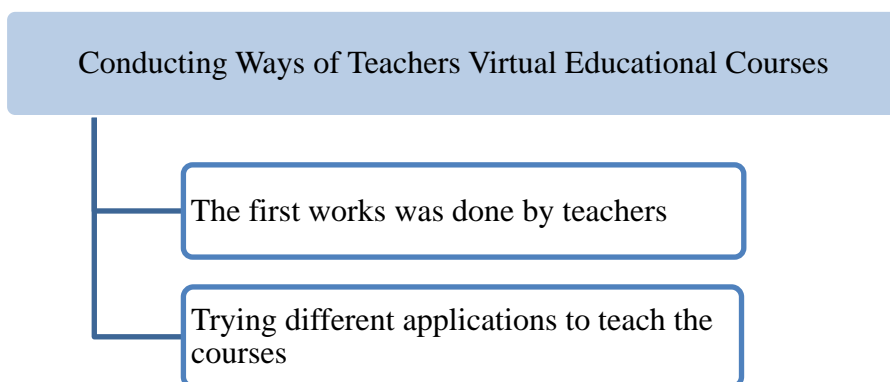 Conducting Ways of Teachers Virtual Educational Courses
The first works was done by teachers
Trying different applications to teach the
courses